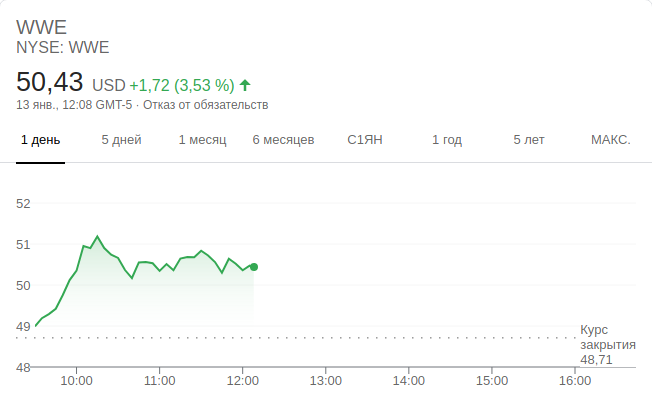 WWE
NYSE: WWE
50,43 USD +1,72 (3,53 %)
13 янв., 12:08 GMT-5 · Отказ от обязательств
1 день 5 дней 1 месяц 6 месяцев С1ЯН 1 год 5 лет МАКС.
52
51
50
49
Курс
закрытия
48,71
48
10:00 11:00 12:00 13:00 14:00 15:00 16:00